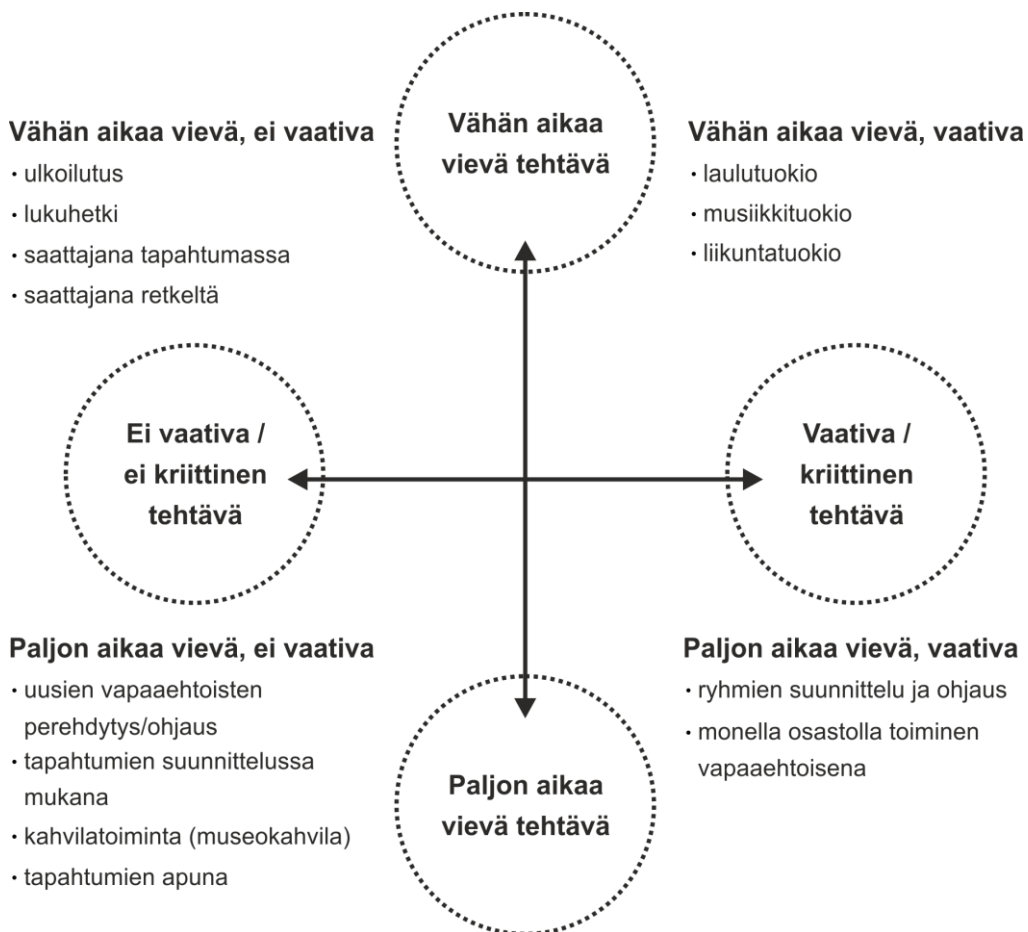 Vähän aikaa
vievä tehtävä
Vähän aikaa vievä, ei vaativa
· ulkoilutus
· lukuhetki
· saattajana tapahtumassa
· saattajana retkeltä
Vähän aikaa vievä, vaativa
· laulutuokio
· musiikkituokio
· liikuntatuokio
Ei vaativa /
ei kriittinen
tehtävä
Vaativa /
kriittinen
tehtävä
Paljon aikaa vievä, ei vaativa
· uusien vapaaehtoisten
perehdytys/ohjaus
· tapahtumien suunnittelussa
mukana
· kahvilatoiminta (museokahvila)
· tapahtumien apuna
Paljon aikaa
vievä tehtävä
Paljon aikaa vievä, vaativa
· ryhmien suunnittelu ja ohjaus
· monella osastolla toiminen
vapaaehtoisena